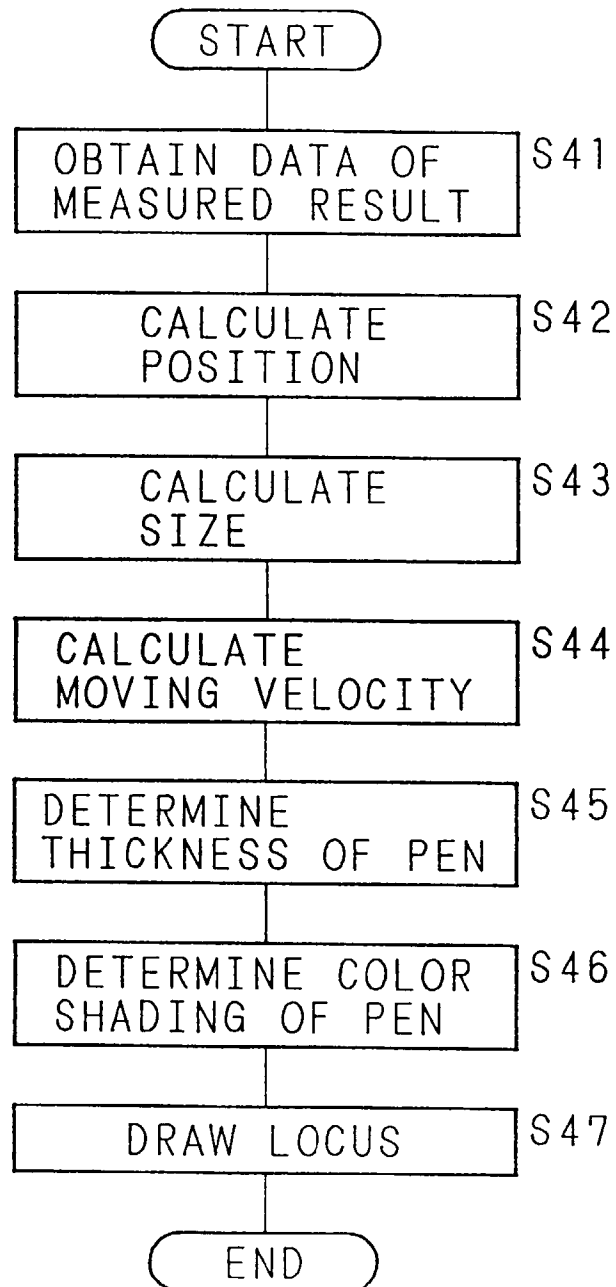 START
OBTAIN DATA OF S41
MEASURED RESULT
CALCULATE S42
POSITION
CALCULATE S43
SIZE
CALCULATE S44
MOVING VELOCITY
DETERMINE S45
THICKNESS OF PEN
DETERMINE COLOR S46
SHADING OF PEN
DRAW LOCUS S47
END